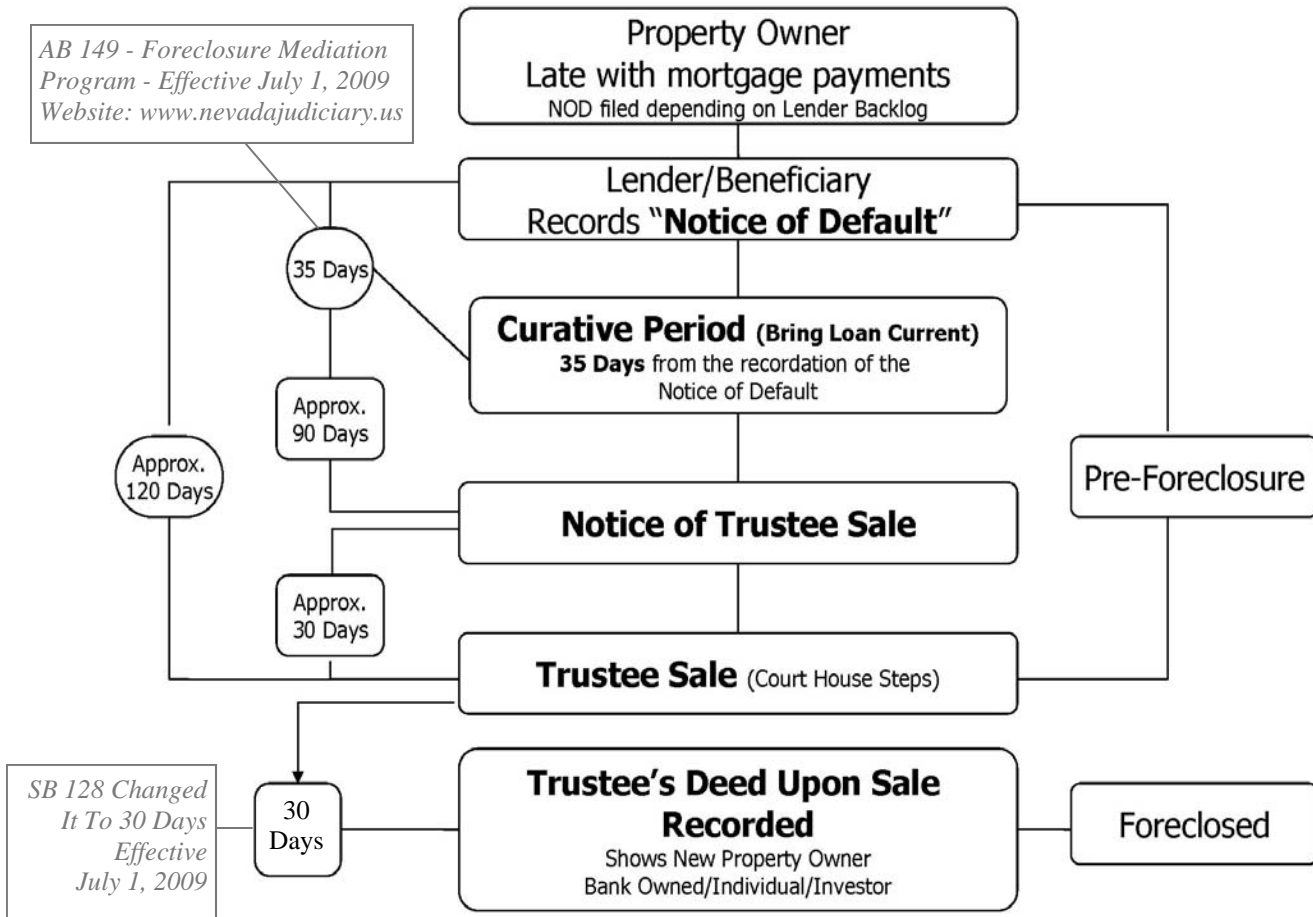 AB 149 - Foreclosure Mediation
Program - Effective July 1, 2009
Website: www.nevadajudiciary.us
Property Owner
Late with mortgage payments
NOD filed depending on Lender Backlog
Lender/Beneficiary
Records “Notice of Default”
35 Days
Curative Period (Bring Loan Current)
35 Days from the recordation of the
Notice of Default
Approx.
90 Days
Approx.
120 Days
Pre-Foreclosure
Notice of Trustee Sale
Approx.
30 Days
Trustee Sale (Court House Steps)
SB 128 Changed
It To 30 Days
Effective
July 1, 2009
30
Days
Trustee’s Deed Upon Sale
Recorded
Shows New Property Owner
Bank Owned/Individual/Investor
Foreclosed